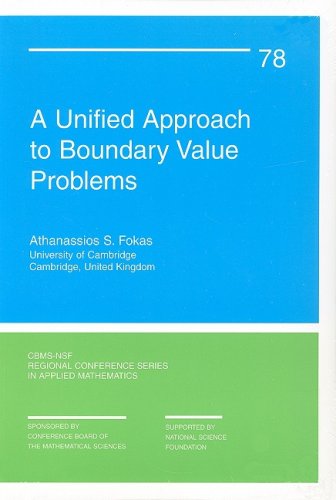 78
A Unified Approach
to Boundary Value
Problems
Athanassios S. Fokas
University of Cambridge
Cambridge, United Kingdom
CBMS-NSF
REGIONAL CONFERENCE SERIES
IN APPLIED MATHEMATICS
SPONSORED BY
CONFERENCE BOARD OF
THE MATHEMATICAL SCIENCES
SUPPORTED BY
NATIONAL SCIENCE
FOUNDATION